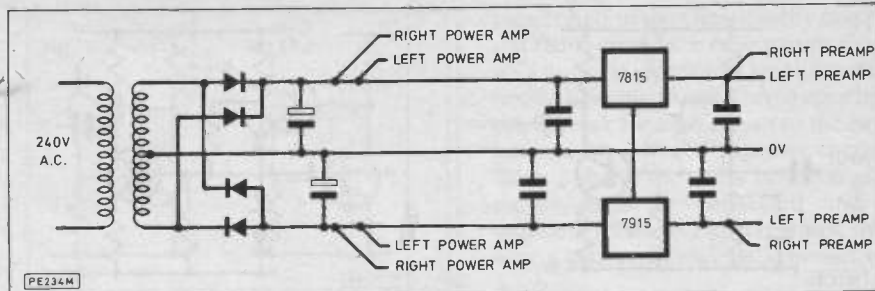 RIGHT POWER AMP
LEFT POWER AMP
RIGHT PREAMP
LEFT PREAMP
7815
240V
A.C.
0V
7915
LEFT PREAMP
RIGHT PREAMP
LEFT POWER AMP
RIGHT POWER AMP
PE234M